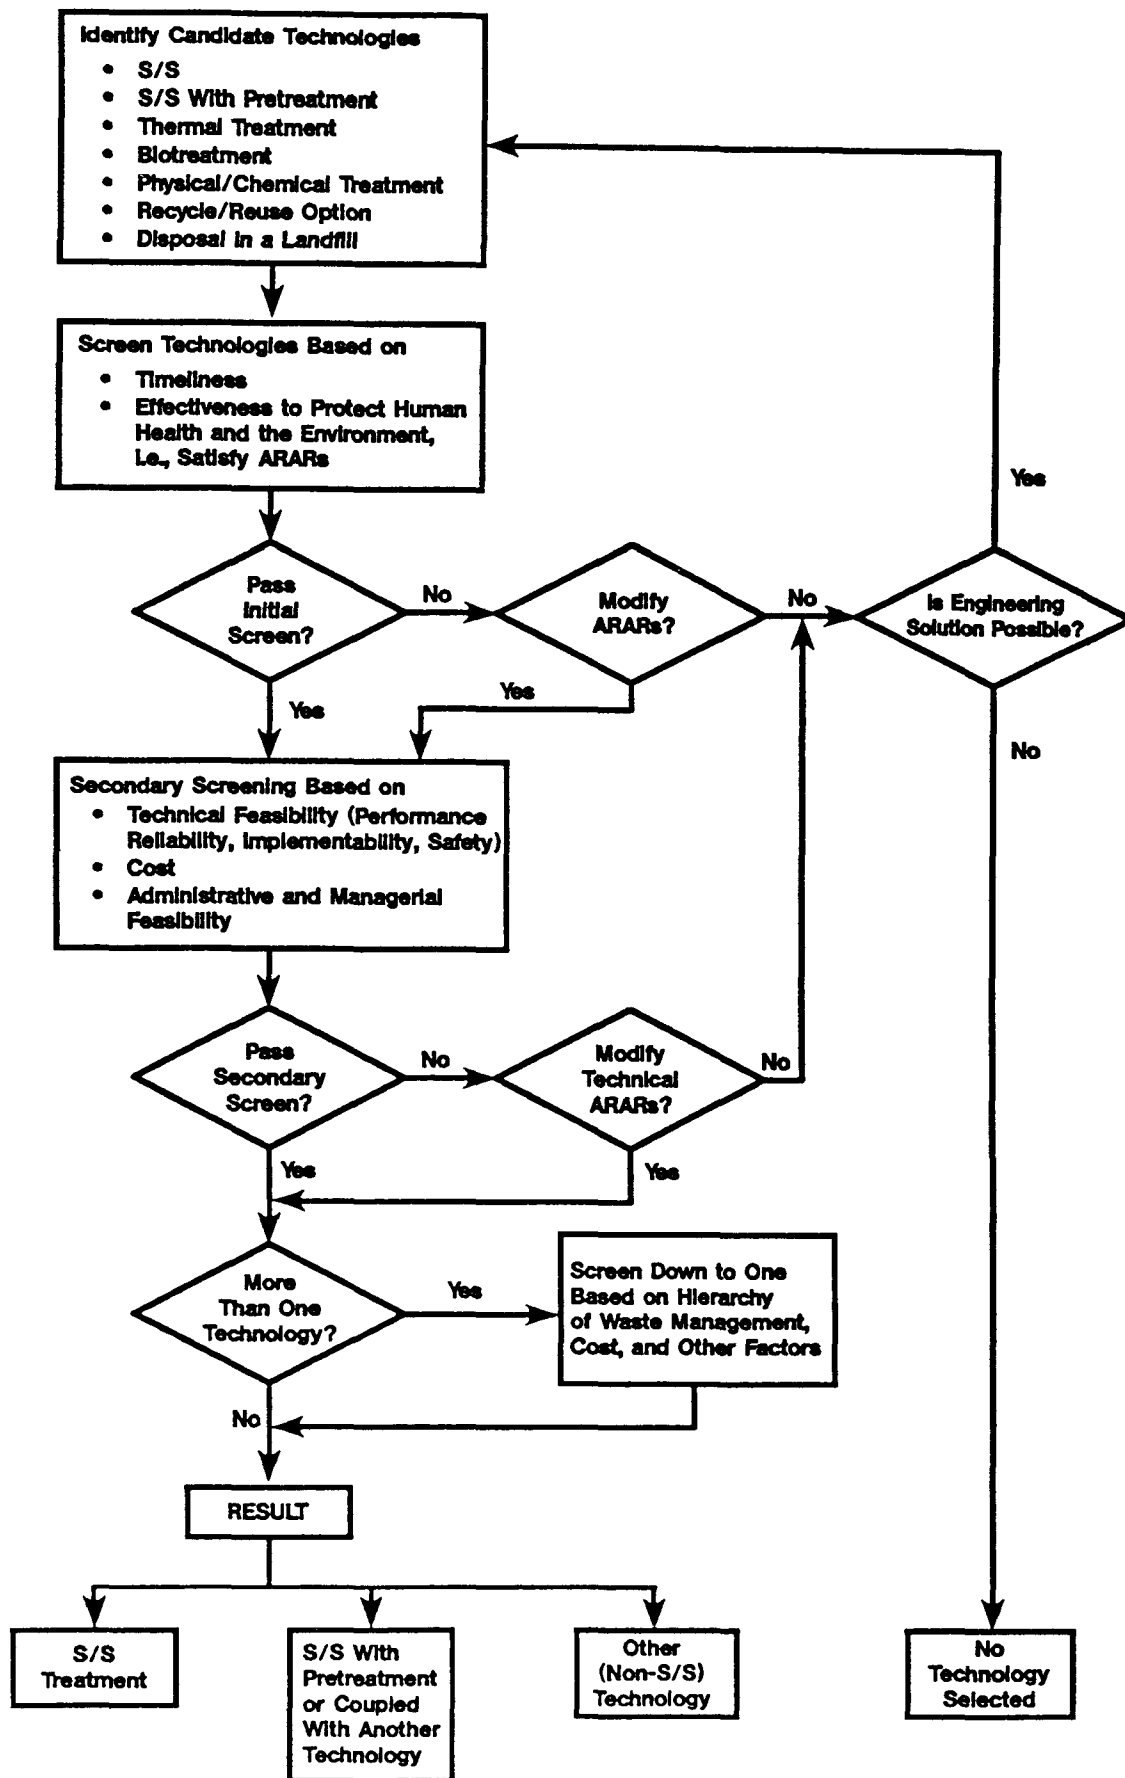 Identify Candidate Technologies
• S/S
• S/S With Pretreatment
• Thermal Treatment
• Biotreatment
• Physical/Chemical Treatment
• Recycle/Reuse Option
• Disposal in a Landfill
Screen Technologies Based on
• Timeliness
• Effectiveness to Protect Human
Health and the Environment,
i.e., Satisfy ARARs
Yes
Pass
Initial
Screen?
No
Modify
ARARs?
No
Is Engineering
Solution Possible?
Yes
Yes
No
Secondary Screening Based on
• Technical Feasibility (Performance
Reliability, Implementability, Safety)
• Cost
• Administrative and Managerial
Feasibility
Pass
Secondary
Screen?
No
Modify
Technical
ARARs?
No
Yes
Yes
More
Than One
Technology?
Yes
Screen Down to One
Based on Hierarchy
of Waste Management,
Cost, and Other Factors
No
RESULT
S/S
Treatment
S/S With
Pretreatment
or Coupled
With Another
Technology
Other
(Non-S/S)
Technology
No
Technology
Selected